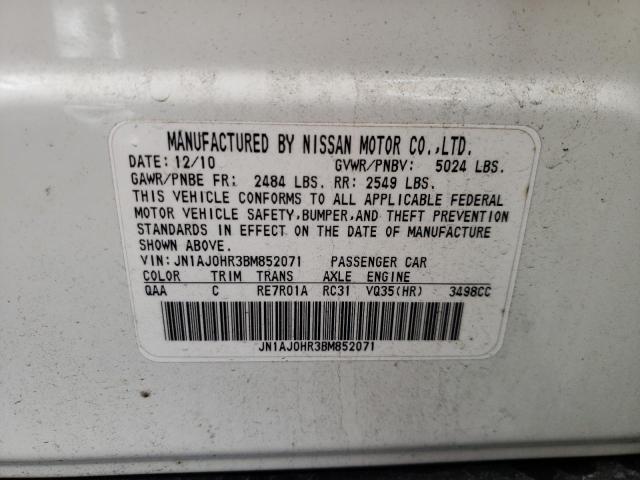 MANUFACTURED BY NISSAN MOTOR CO.,LTD.
DATE: 12/10 GVWR/PNBV: 5024 LBS.
GAWR/PNBE FR: 2484 LBS. RR: 2549 LBS.
THIS VEHICLE CONFORMS TO ALL APPLICABLE FEDERAL
MOTOR VEHICLE SAFETY,BUMPER,AND THEFT PREVENTION
STANDARDS IN EFFECT ON THE DATE OF MANUFACTURE
SHOWN ABOVE.
VIN: JN1AJ0HR3BM852071 PASSENGER CAR
COLOR TRIM TRANS AXLE ENGINE
QAA C RE7R01A RC31 VQ35(HR) 3498CC
JN1AJ0HR3BM852071